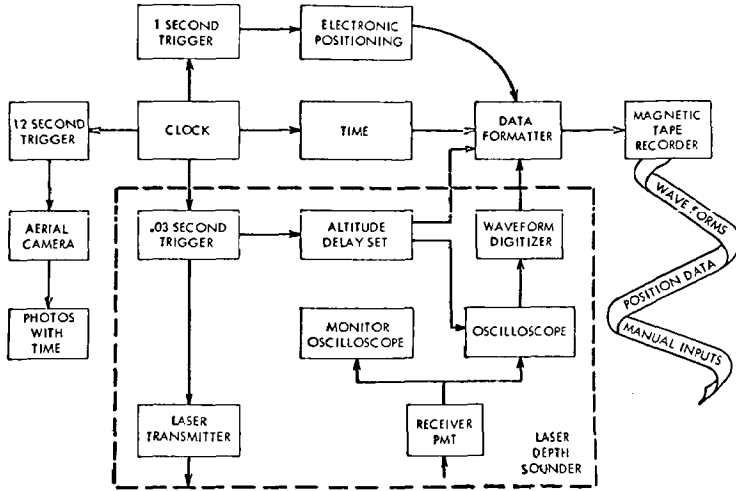 1 SECOND
TRIGGER
ELECTRONIC
POSITIONING
12 SECOND
TRIGGER
CLOCK
TIME
DATA
FORMATTER
MAGNETIC
TAPE
RECORDER
AERIAL
CAMERA
.03 SECOND
TRIGGER
ALTITUDE
DELAY SET
WAVEFORM
DIGITIZER
WAVE FORMS
POSITION DATA
MANUAL INPUTS
PHOTOS
WITH
TIME
MONITOR
OSCILLOSCOPE
OSCILLOSCOPE
LASER
TRANSMITTER
RECEIVER
PMT
LASER
DEPTH
SOUNDER